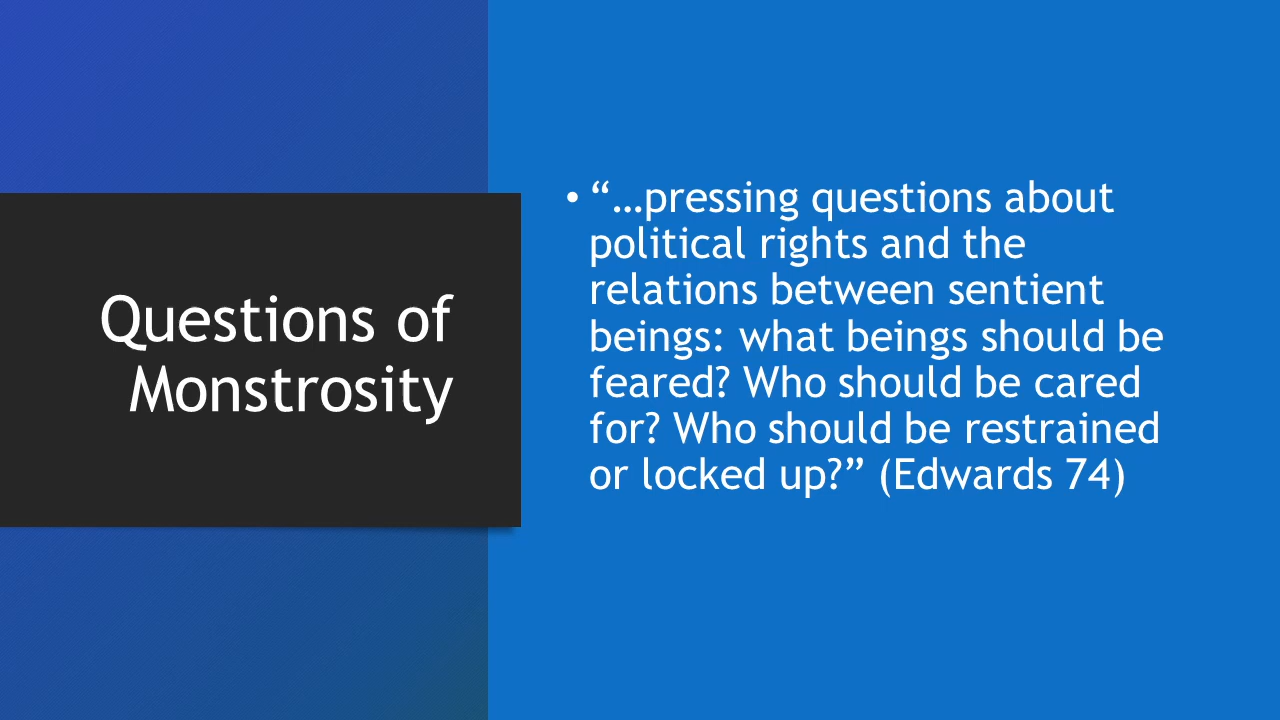 Questions of
Monstrosity
• “…pressing questions about
political rights and the
relations between sentient
beings: what beings should be
feared? Who should be cared
for? Who should be restrained
or locked up?” (Edwards 74)